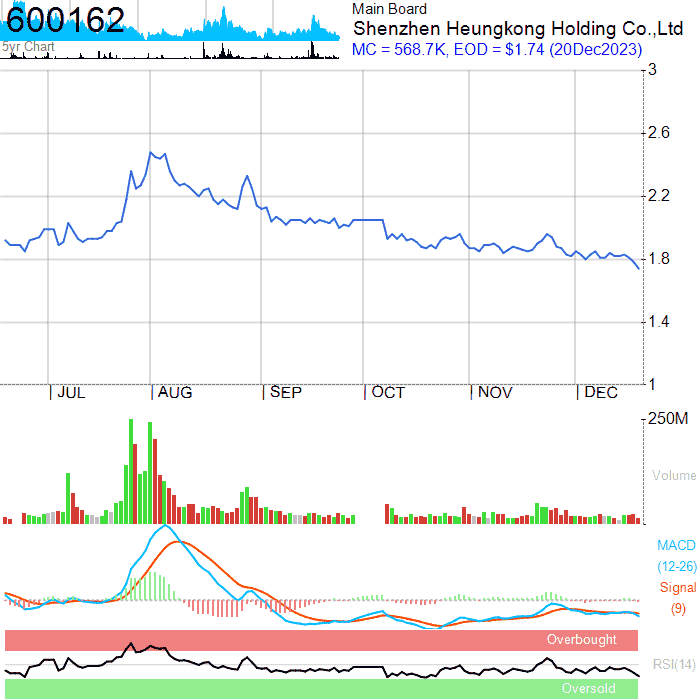 600162
5yr Chart
Main Board
Shenzhen Heungkong Holding Co.,Ltd
MC = 568.7K, EOD = $1.74 (20Dec2023)
3
2.6
2.2
1.8
1.4
1
JUL AUG SEP OCT NOV DEC
250M
Volume
MACD
(12-26)
Signal
(9)
Overbought
RSI(14)
Oversold